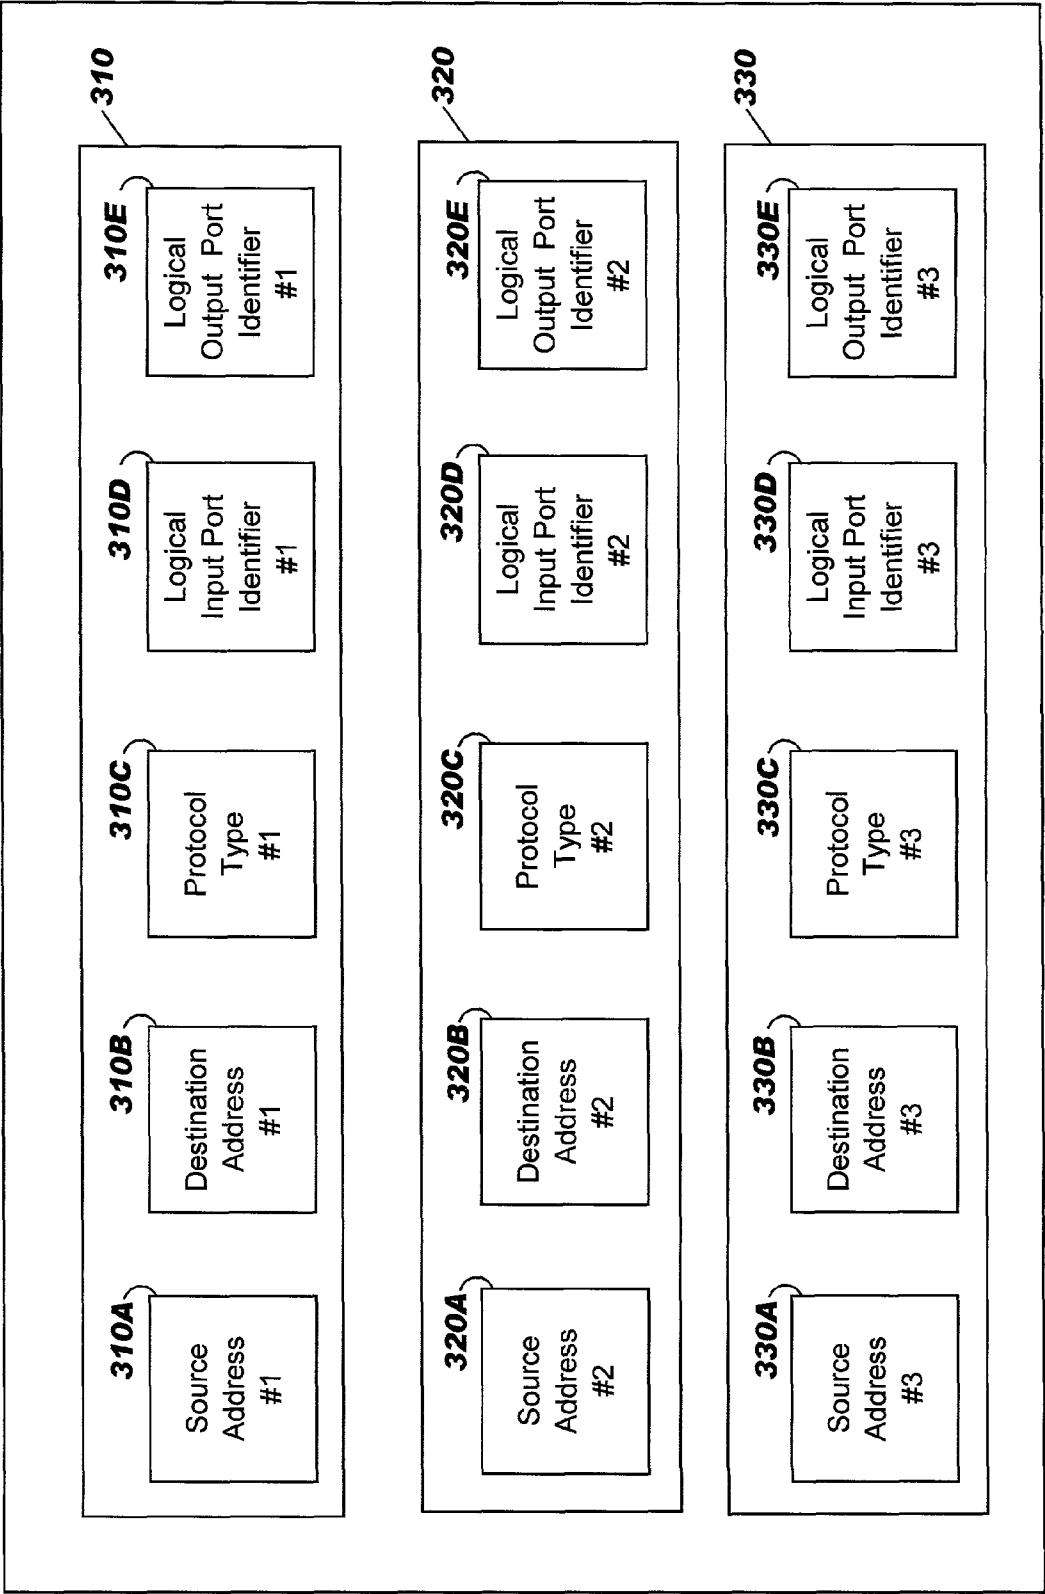 310
310A
Source
Address
#1
310B
Destination
Address
#1
310C
Protocol
Type
#1
310D
Logical
Input Port
Identifier
#1
310E
Logical
Output Port
Identifier
#1
320
320A
Source
Address
#2
320B
Destination
Address
#2
320C
Protocol
Type
#2
320D
Logical
Input Port
Identifier
#2
320E
Logical
Output Port
Identifier
#2
330
330A
Source
Address
#3
330B
Destination
Address
#3
330C
Protocol
Type
#3
330D
Logical
Input Port
Identifier
#3
330E
Logical
Output Port
Identifier
#3